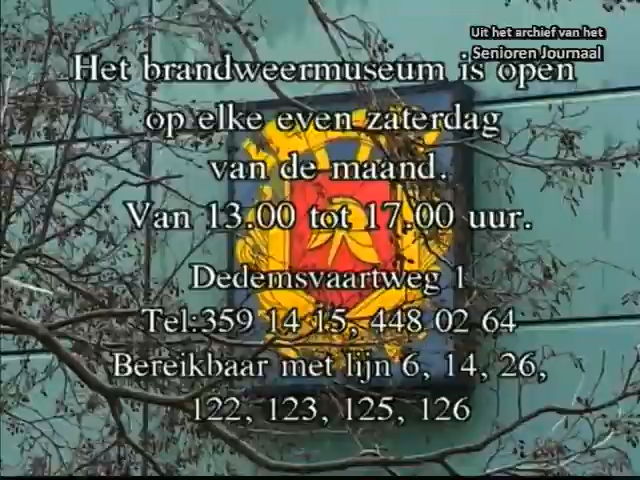 Uit het archief van het
Senioren Journaal
Het brandweermuseum is open
op elke even zaterdag
van de maand.
Van 13.00 tot 17.00 uur.
Dedemsvaartweg 1
Tel:359 14 15, 448 02 64
Bereikbaar met lijn 6, 14, 26,
122, 123, 125, 126